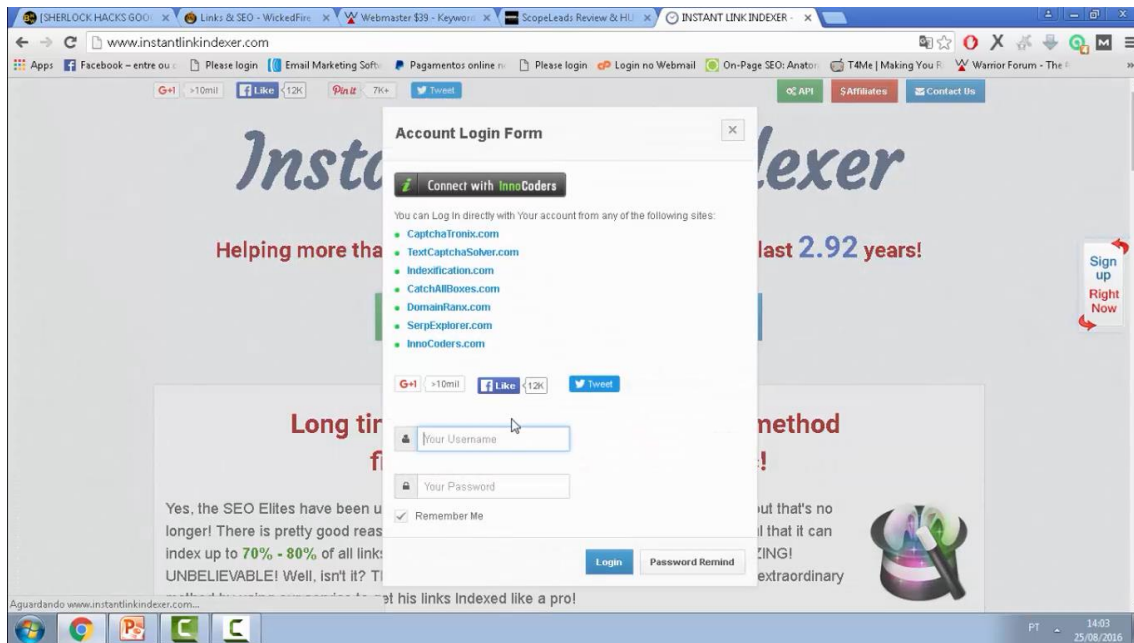 [SHERLOCK HACKS GOO
Links & SEO - WickedFire
Webmaster $39 - Keyword
ScopeLeads Review & HU
INSTANT LINK INDEXER -
www.instantlinkindexer.com
Apps
Facebook – entre ou
Please login
Email Marketing Softw
Pagamentos online n
Please login
Login no Webmail
On-Page SEO: Anator
T4Me | Making You R
Warrior Forum - The
G+1 >10mil Like 12K Pin it 7K+ Tweet
API $Affiliates Contact Us
Insta
lexer
Account Login Form
Connect with InnoCoders
You can Log In directly with Your account from any of the following sites:
CaptchaTronix.com
TextCaptchaSolver.com
Indexification.com
CatchAllBoxes.com
DomainRanx.com
SerpExplorer.com
InnoCoders.com
G+1 >10mil Like 12K Tweet
Your Username
Your Password
Remember Me
Login Password Remind
Helping more tha
last 2.92 years!
Sign
up
Right
Now
Long tir
method
fi
!
Yes, the SEO Elites have been u
out that's no
longer! There is pretty good reas
l that it can
index up to 70% - 80% of all links
ZING!
UNBELIEVABLE! Well, isn't it? T
extraordinary
et his links Indexed like a pro!
Aguardando www.instantlinkindexer.com...
PT
14:03
25/08/2016